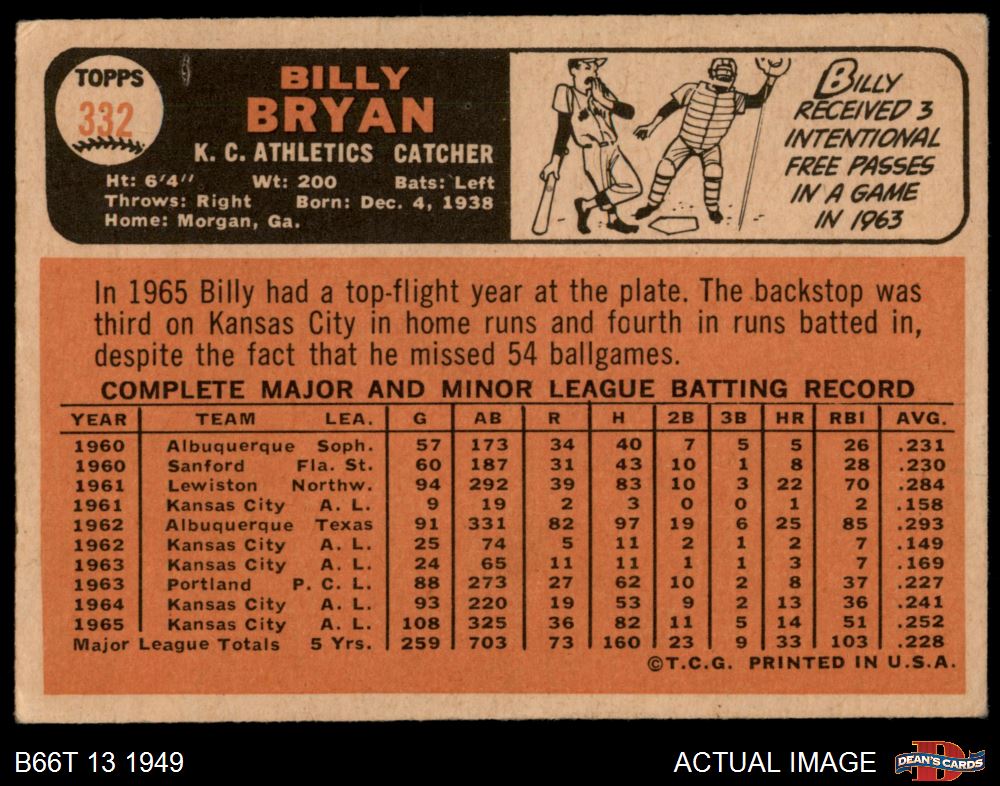 TOPPS
332
BILLY
BRYAN
K. C. ATHLETICS CATCHER
Ht: 6'4" Wt: 200 Bats: Left
Throws: Right Born: Dec. 4, 1938
Home: Morgan, Ga.
BILLY
RECEIVED 3
INTENTIONAL
FREE PASSES
IN A GAME
IN 1963
In 1965 Billy had a top-flight year at the plate. The backstop was
third on Kansas City in home runs and fourth in runs batted in,
despite the fact that he missed 54 ballgames.
COMPLETE MAJOR AND MINOR LEAGUE BATTING RECORD
YEAR TEAM LEA. G AB R H 2B 3B HR RBI AVG.
1960 Albuquerque Soph. 57 173 34 40 7 5 5 26 .231
1960 Sanford Fla. St. 60 187 31 43 10 1 8 28 .230
1961 Lewiston Northw. 94 292 39 83 10 3 22 70 .284
1961 Kansas City A. L. 9 19 2 3 0 0 1 2 .158
1962 Albuquerque Texas 91 331 82 97 19 6 25 85 .293
1962 Kansas City A. L. 25 74 5 11 2 1 2 7 .149
1963 Kansas City A. L. 24 65 11 11 1 1 3 7 .169
1963 Portland P. C. L. 88 273 27 62 10 2 8 37 .227
1964 Kansas City A. L. 93 220 19 53 9 2 13 36 .241
1965 Kansas City A. L. 108 325 36 82 11 5 14 51 .252
Major League Totals 5 Yrs. 259 703 73 160 23 9 33 103 .228
©T.C.G. PRINTED IN U.S.A.
B66T 13 1949
ACTUAL IMAGE
D
DEAN'S CARDS